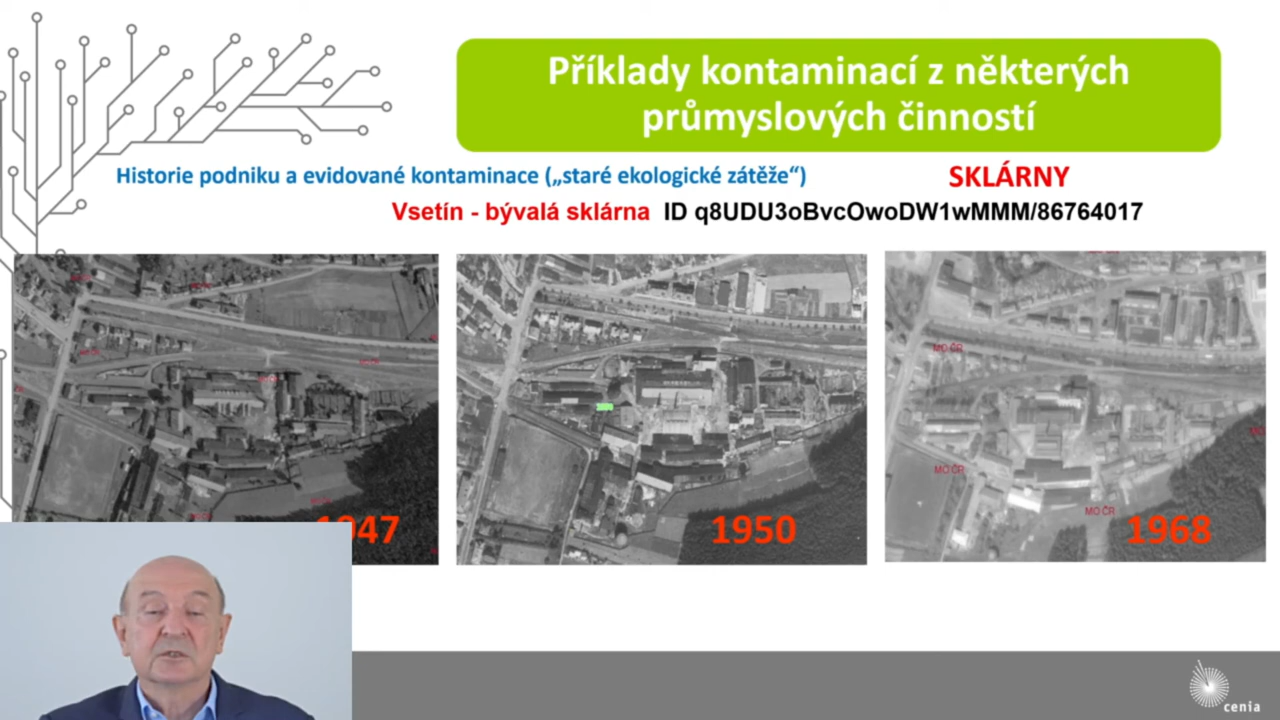 Příklady kontaminací z některých
průmyslových činností
Historie podniku a evidované kontaminace („staré ekologické zátěže“)
SKLÁRNY
Vsetín - bývalá sklárna ID q8UDU3oBvcOwoDW1wMMM/86764017
MO ČR
MO ČR
MO ČR
947
1950
1968
cenia